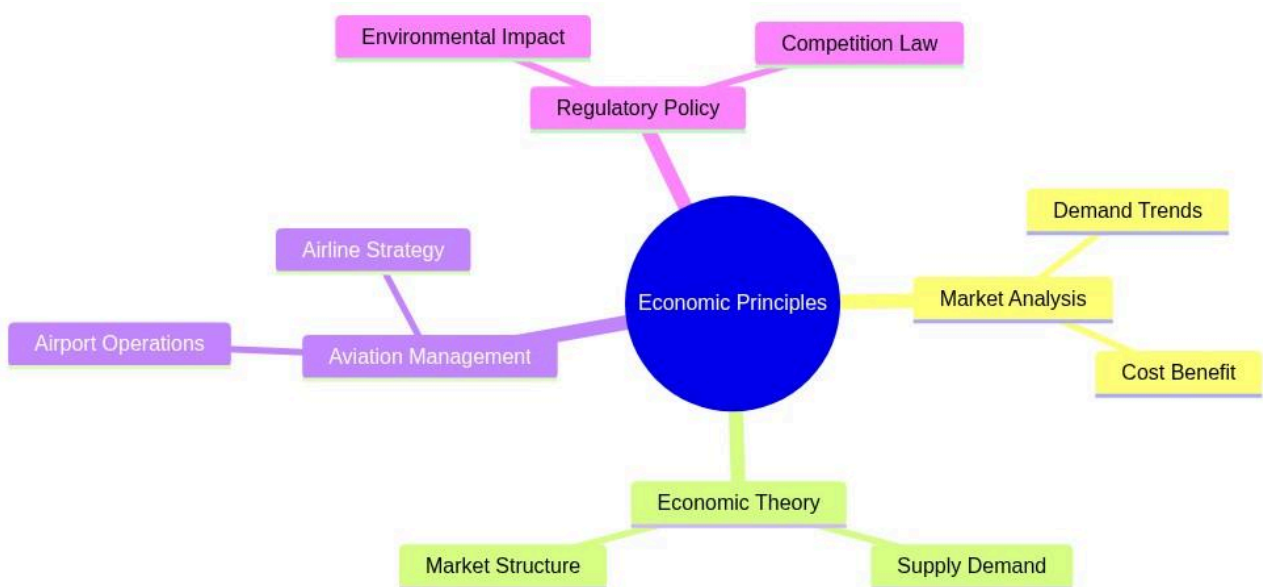 Environmental Impact
Competition Law
Regulatory Policy
Demand Trends
Airline Strategy
Economic Principles
Market Analysis
Airport Operations
Aviation Management
Cost Benefit
Economic Theory
Market Structure
Supply Demand